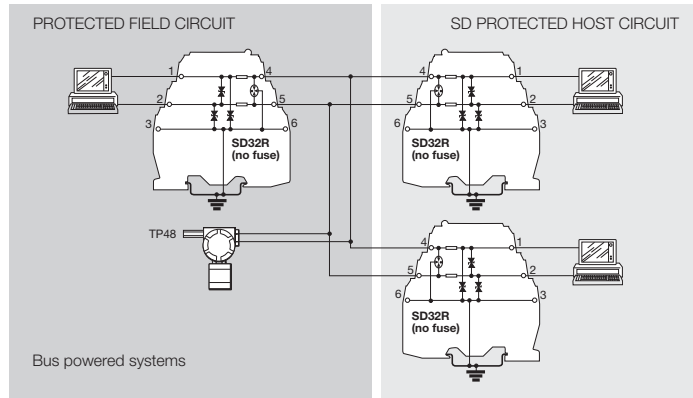 PROTECTED FIELD CIRCUIT
SD PROTECTED HOST CIRCUIT
1 4
2 5
3 6
SD32R
(no fuse)
4 1
5 2
6 3
SD32R
(no fuse)
TP48
4 1
5 2
6 3
SD32R
(no fuse)
Bus powered systems